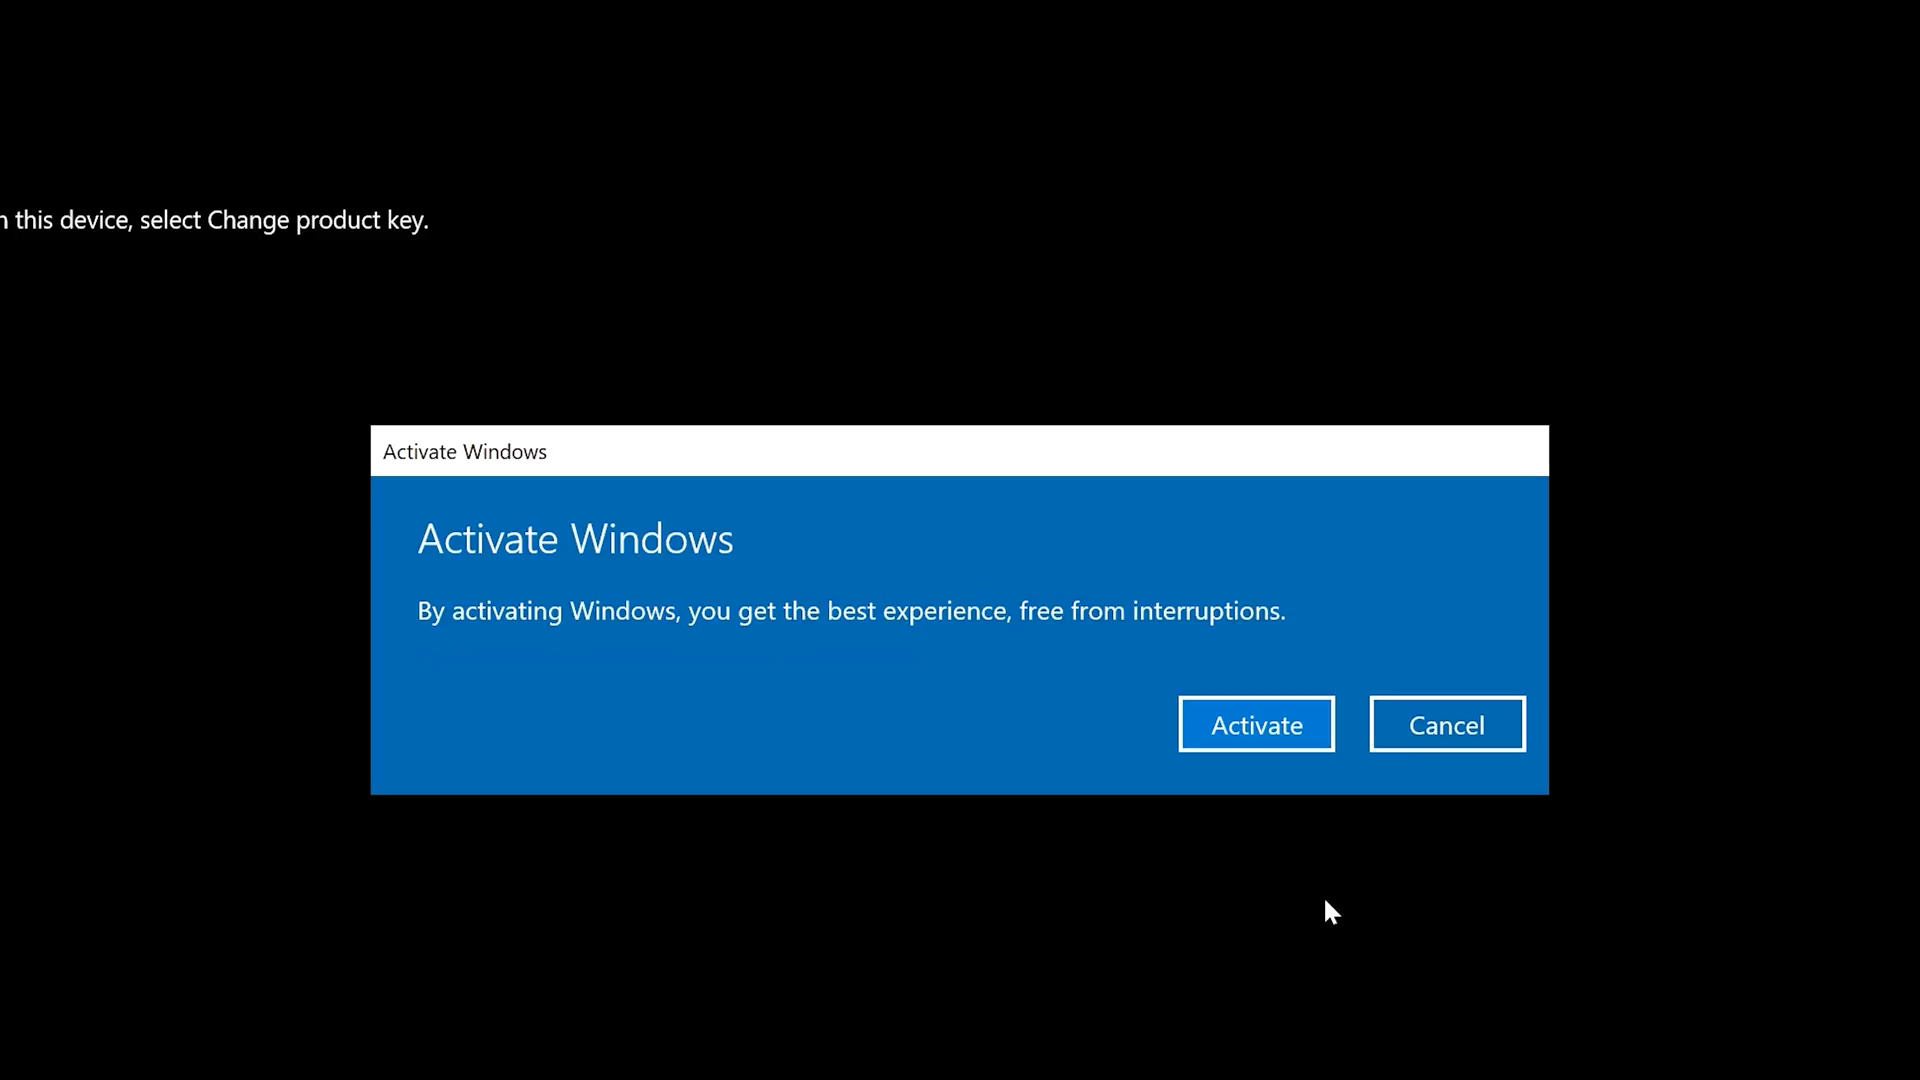 this device, select Change product key.
Activate Windows
Activate Windows
By activating Windows, you get the best experience, free from interruptions.
Activate
Cancel